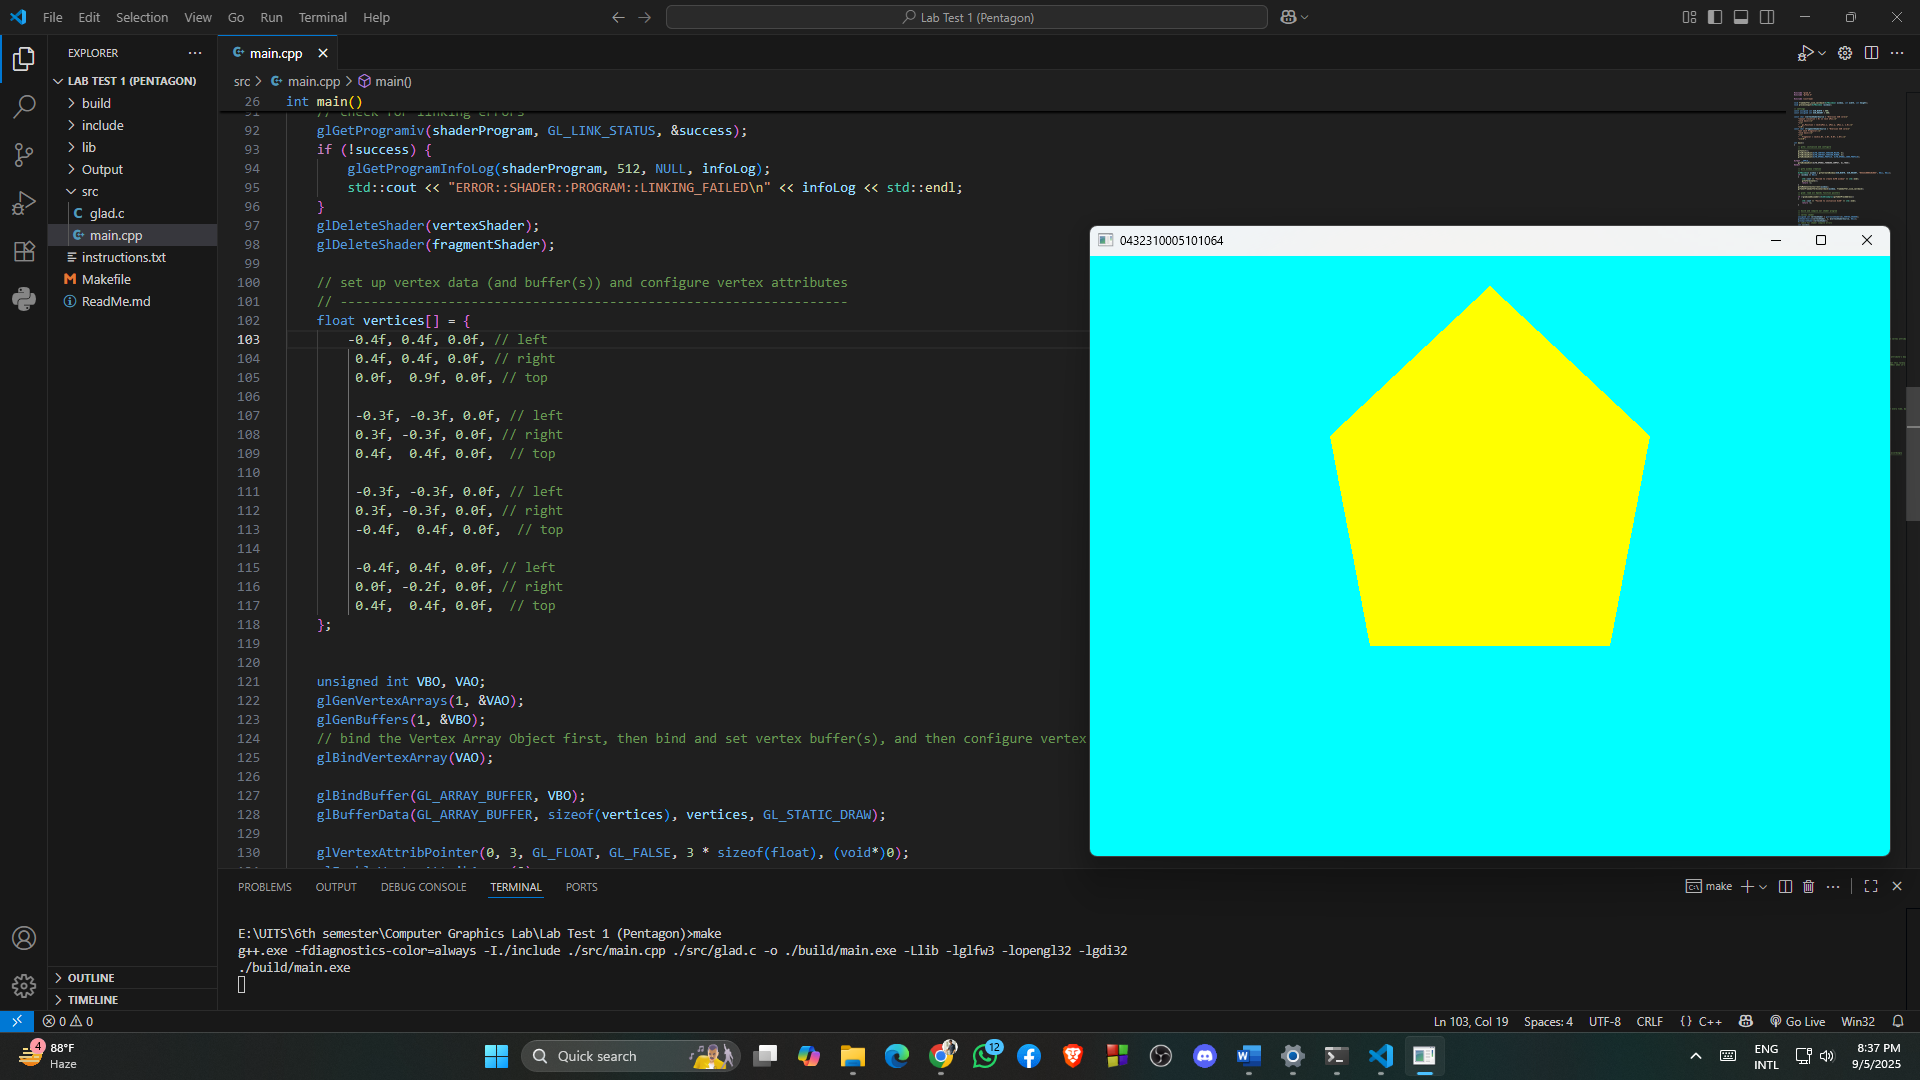 File Edit Selection View Go Run Terminal Help
Lab Test 1 (Pentagon)
EXPLORER
LAB TEST 1 (PENTAGON)
build
include
lib
Output
src
glad.c
main.cpp
instructions.txt
Makefile
ReadMe.md
OUTLINE
TIMELINE
main.cpp
src > main.cpp > main()
26 int main()
91 // check for linking errors
92 glGetProgramiv(shaderProgram, GL_LINK_STATUS, &success);
93 if (!success) {
94 glGetProgramInfoLog(shaderProgram, 512, NULL, infoLog);
95 std::cout << "ERROR::SHADER::PROGRAM::LINKING_FAILED\n" << infoLog << std::endl;
96 }
97 glDeleteShader(vertexShader);
98 glDeleteShader(fragmentShader);
99
100 // set up vertex data (and buffer(s)) and configure vertex attributes
101 // ------------------------------------------------------------------
102 float vertices[] = {
103 -0.4f, 0.4f, 0.0f, // left
104 0.4f, 0.4f, 0.0f, // right
105 0.0f, 0.9f, 0.0f, // top
106
107 -0.3f, -0.3f, 0.0f, // left
108 0.3f, -0.3f, 0.0f, // right
109 0.4f, 0.4f, 0.0f, // top
110
111 -0.3f, -0.3f, 0.0f, // left
112 0.3f, -0.3f, 0.0f, // right
113 -0.4f, 0.4f, 0.0f, // top
114
115 -0.4f, 0.4f, 0.0f, // left
116 0.0f, -0.2f, 0.0f, // right
117 0.4f, 0.4f, 0.0f, // top
118 };
119
120
121 unsigned int VBO, VAO;
122 glGenVertexArrays(1, &VAO);
123 glGenBuffers(1, &VBO);
124 // bind the Vertex Array Object first, then bind and set vertex buffer(s), and then configure vertex
125 glBindVertexArray(VAO);
126
127 glBindBuffer(GL_ARRAY_BUFFER, VBO);
128 glBufferData(GL_ARRAY_BUFFER, sizeof(vertices), vertices, GL_STATIC_DRAW);
129
130 glVertexAttribPointer(0, 3, GL_FLOAT, GL_FALSE, 3 * sizeof(float), (void*)0);
0432310005101064
PROBLEMS OUTPUT DEBUG CONSOLE TERMINAL PORTS
make
E:\UITS\6th semester\Computer Graphics Lab\Lab Test 1 (Pentagon)>make
g++.exe -fdiagnostics-color=always -I./include ./src/main.cpp ./src/glad.c -o ./build/main.exe -Llib -lglfw3 -lopengl32 -lgdi32
./build/main.exe
0 0
Ln 103, Col 19 Spaces: 4 UTF-8 CRLF {} C++ Go Live Win32
4
88°F
Haze
Quick search
12
ENG
INTL
8:37 PM
9/5/2025